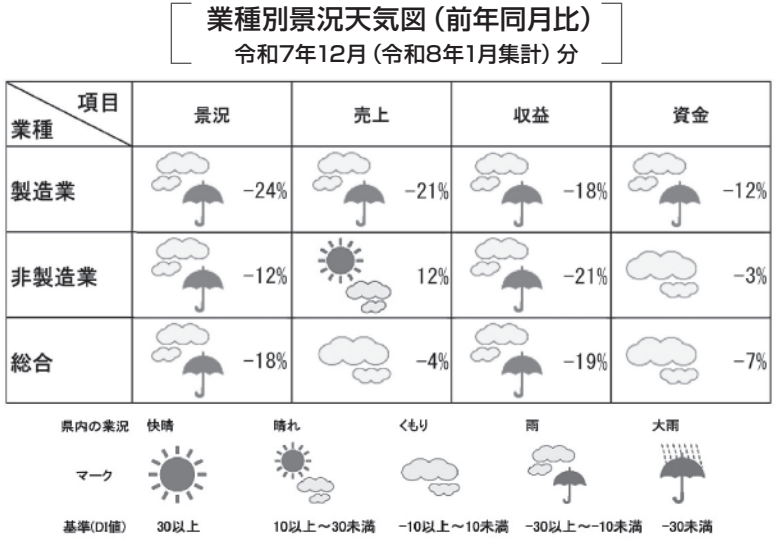 業種別景況天気図（前年同月比）
令和7年12月（令和8年1月集計）分
項目
業種
景況 売上 収益 資金
製造業 -24% -21% -18% -12%
非製造業 -12% 12% -21% -3%
総合 -18% -4% -19% -7%
県内の業況 快晴 晴れ くもり 雨 大雨
マーク
基準(DI値) 30以上 10以上～30未満 -10以上～10未満 -30以上～-10未満 -30未満